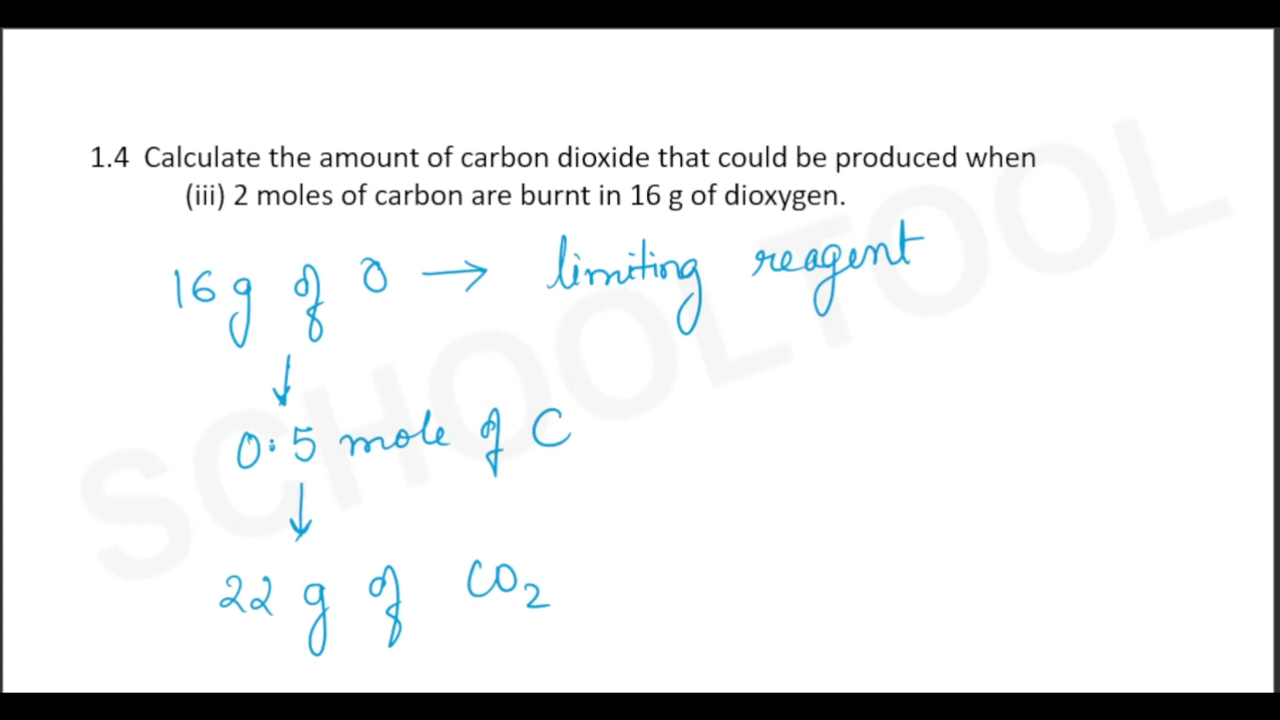 1.4 Calculate the amount of carbon dioxide that could be produced when
(iii) 2 moles of carbon are burnt in 16 g of dioxygen.
16 g of O → limiting reagent
↓
0.5 mole of C
↓
22 g of CO₂
SCHOOLTOOL